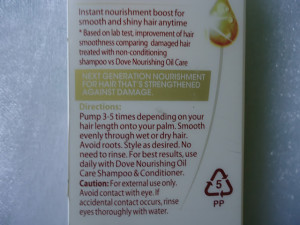 Instant nourishment boost for
smooth and shiny hair anytime
* Based on lab test, improvement of hair
smoothness comparing damaged hair
treated with non-conditioning
shampoo vs Dove Nourishing Oil Care
NEXT GENERATION NOURISHMENT
FOR HAIR THAT'S STRENGTHENED
AGAINST DAMAGE
Directions:
Pump 3-5 times depending on your
hair length onto your palm. Smooth
evenly through wet or dry hair.
Avoid roots. Style as desired. No
need to rinse. For best results, use
daily with Dove Nourishing Oil
Care Shampoo & Conditioner.
Caution: For external use only.
Avoid contact with eye. If
accidental contact occurs, rinse
eyes thoroughly with water.
5
PP